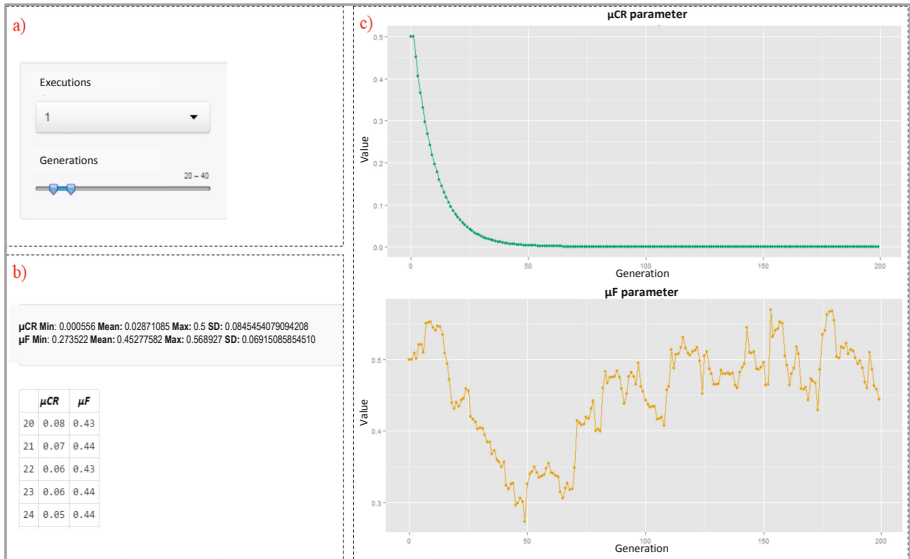 a)
Executions
1
Generations
20 – 40
b)
µCR Min: 0.000556 Mean: 0.02871085 Max: 0.5 SD: 0.0845454079094208
µF Min: 0.273522 Mean: 0.45277582 Max: 0.568927 SD: 0.06915085854510
µCR µF
20 0.08 0.43
21 0.07 0.44
22 0.06 0.43
23 0.06 0.44
24 0.05 0.44
c)
µCR parameter
Value
0.5
0.4
0.3
0.2
0.1
0.0
0 50 100 150 200
Generation
µF parameter
Value
0.5
0.4
0.3
0 50 100 150 200
Generation